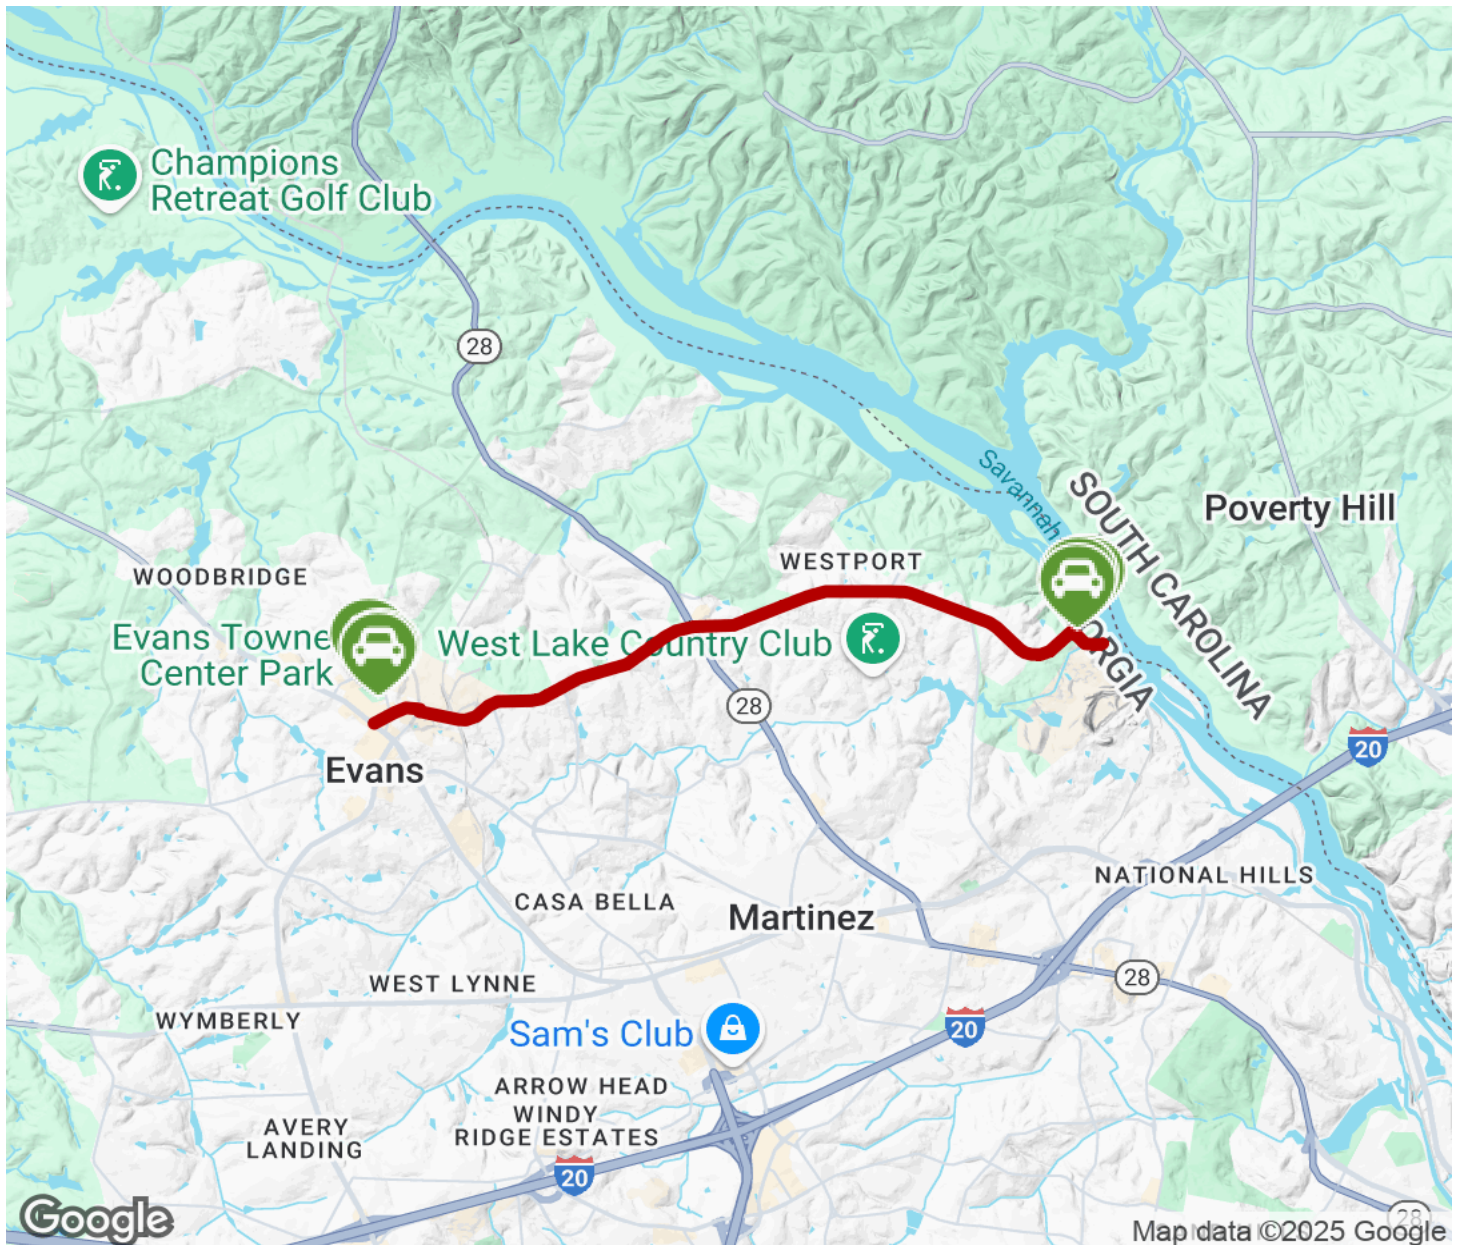 Champions
Retreat Golf Club
28
Savannah
SOUTH CAROLINA
Poverty Hill
WESTPORT
WOODBRIDGE
Evans Towne
Center Park
West Lake Country Club
ORGIA
28
20
Evans
NATIONAL HILLS
CASA BELLA
Martinez
WEST LYNNE
28
WYMBERLY
Sam's Club
20
ARROW HEAD
WINDY
RIDGE ESTATES
AVERY
LANDING
20
28
Google
Map data ©2025 Google